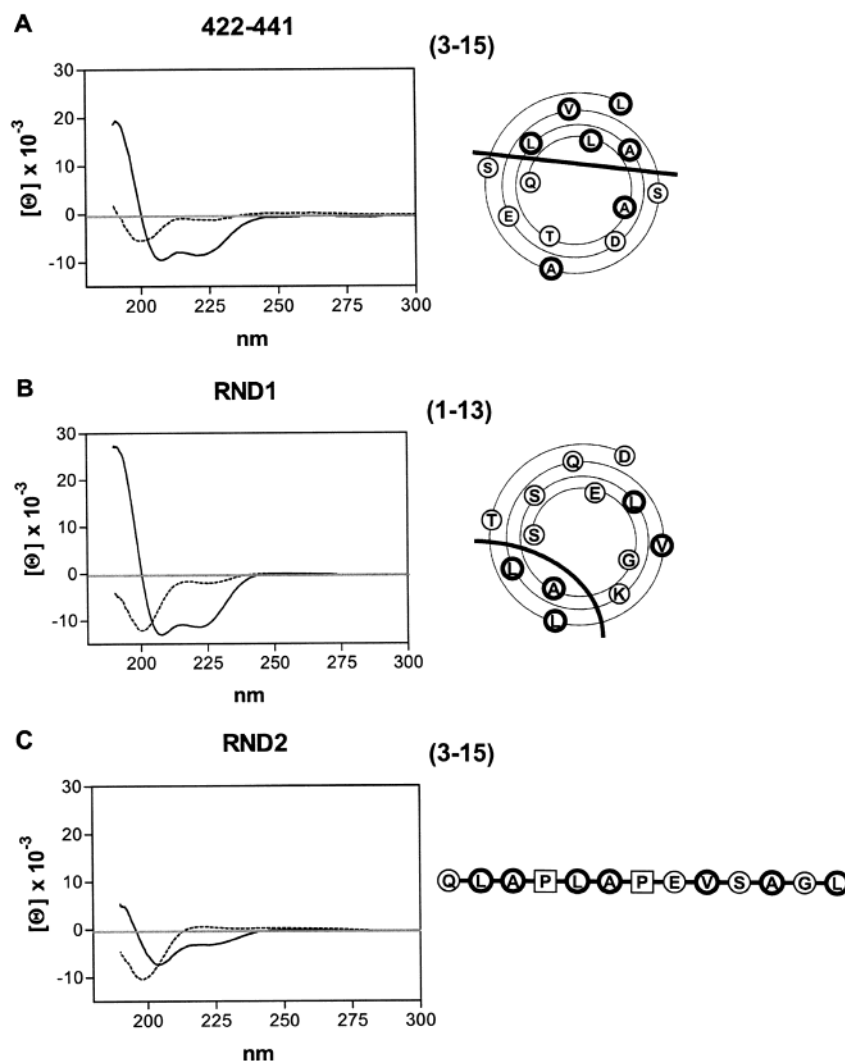 A
422-441
(3-15)
[Θ] x 10⁻³
30
20
10
0
-10
200
225
250
275
300
nm
V
L
L
L
A
S
Q
S
E
A
T
D
A
B
RND1
(1-13)
[Θ] x 10⁻³
30
20
10
0
-10
200
225
250
275
300
nm
Q
D
S
E
L
T
S
V
L
G
A
K
L
C
RND2
(3-15)
[Θ] x 10⁻³
30
20
10
0
-10
200
225
250
275
300
nm
Q L A P L A P E V S A G L